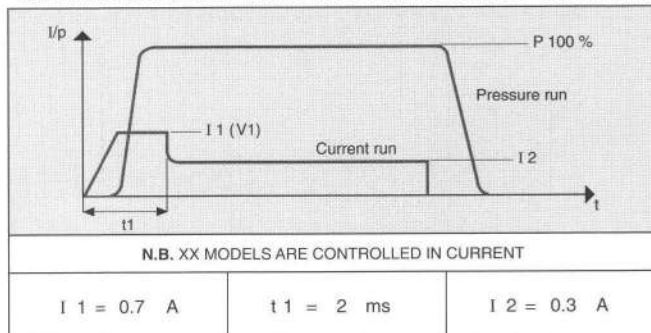 I/p
P 100 %
Pressure run
I 1 (V1)
Current run
I 2
t1
t
N.B. XX MODELS ARE CONTROLLED IN CURRENT
I 1 = 0.7 A
t 1 = 2 ms
I 2 = 0.3 A